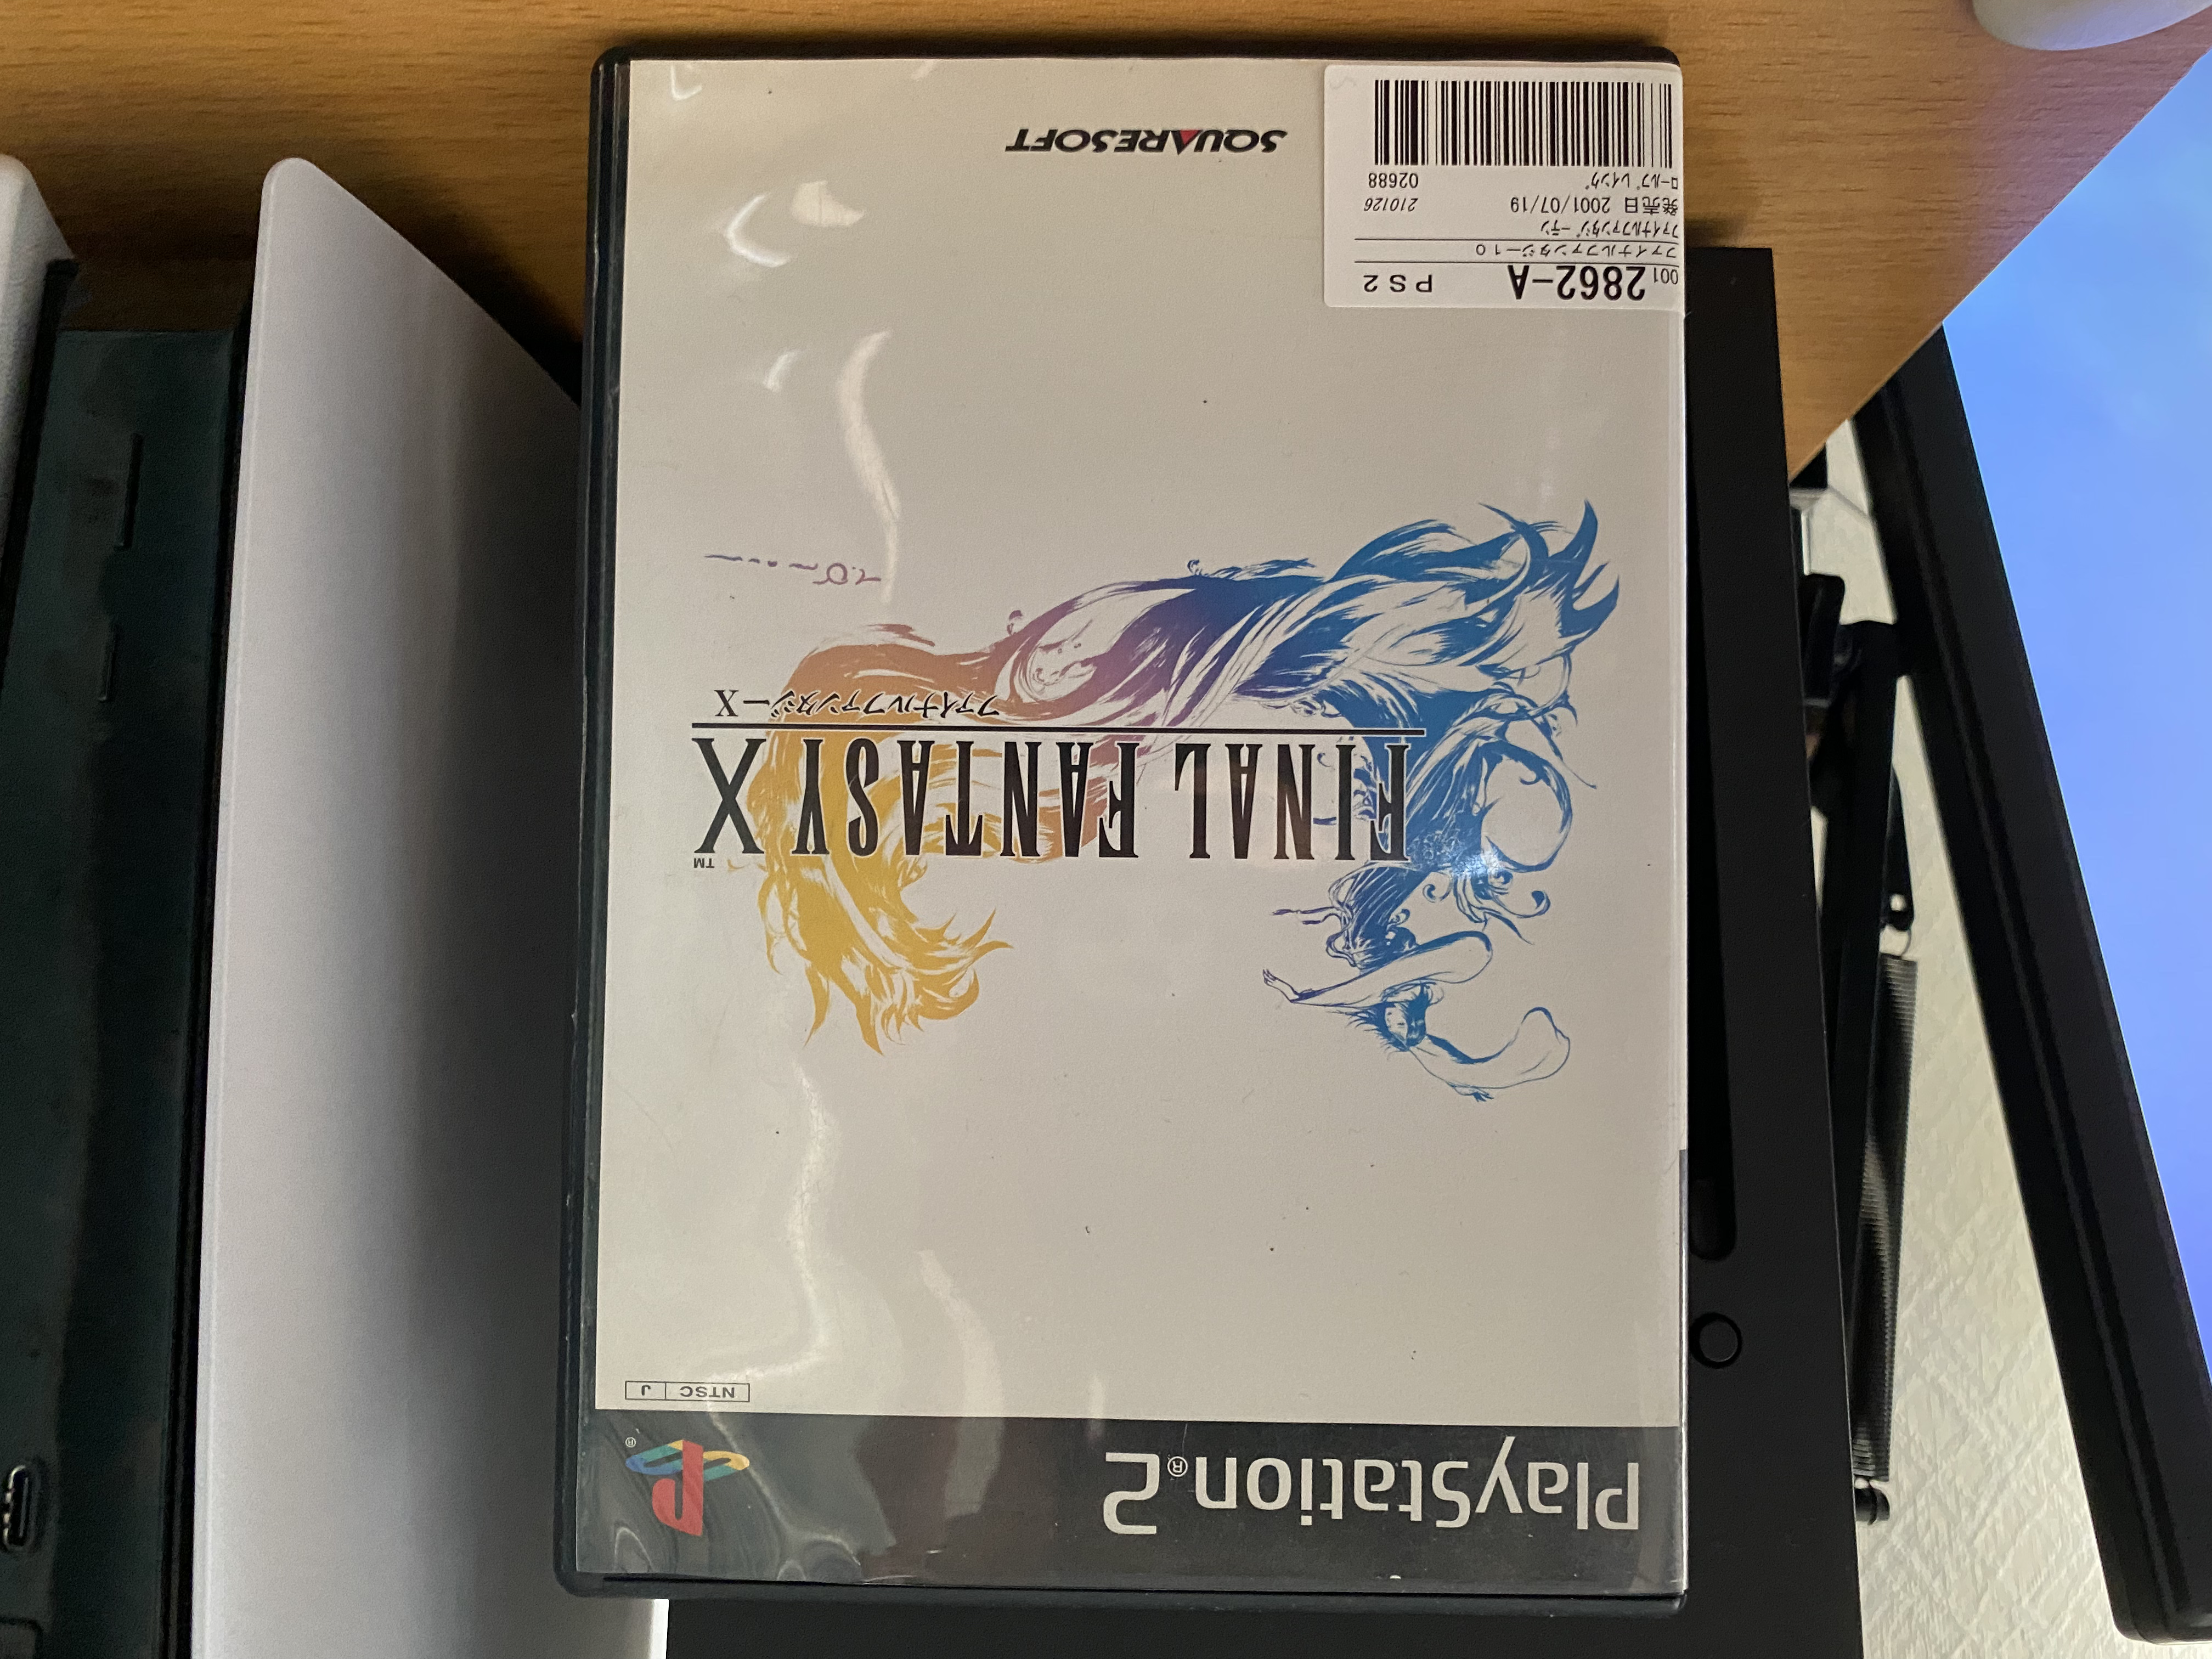 PlayStation®2
®
NTSC J
FINAL FANTASY X™
ファイナルファンタジーX
SQUARESOFT
001 2862-A PS2
ファイナルファンタジー10
ファイナルファンタジーテン
発売日 2001/07/19 210126
ロールプレイング 02688